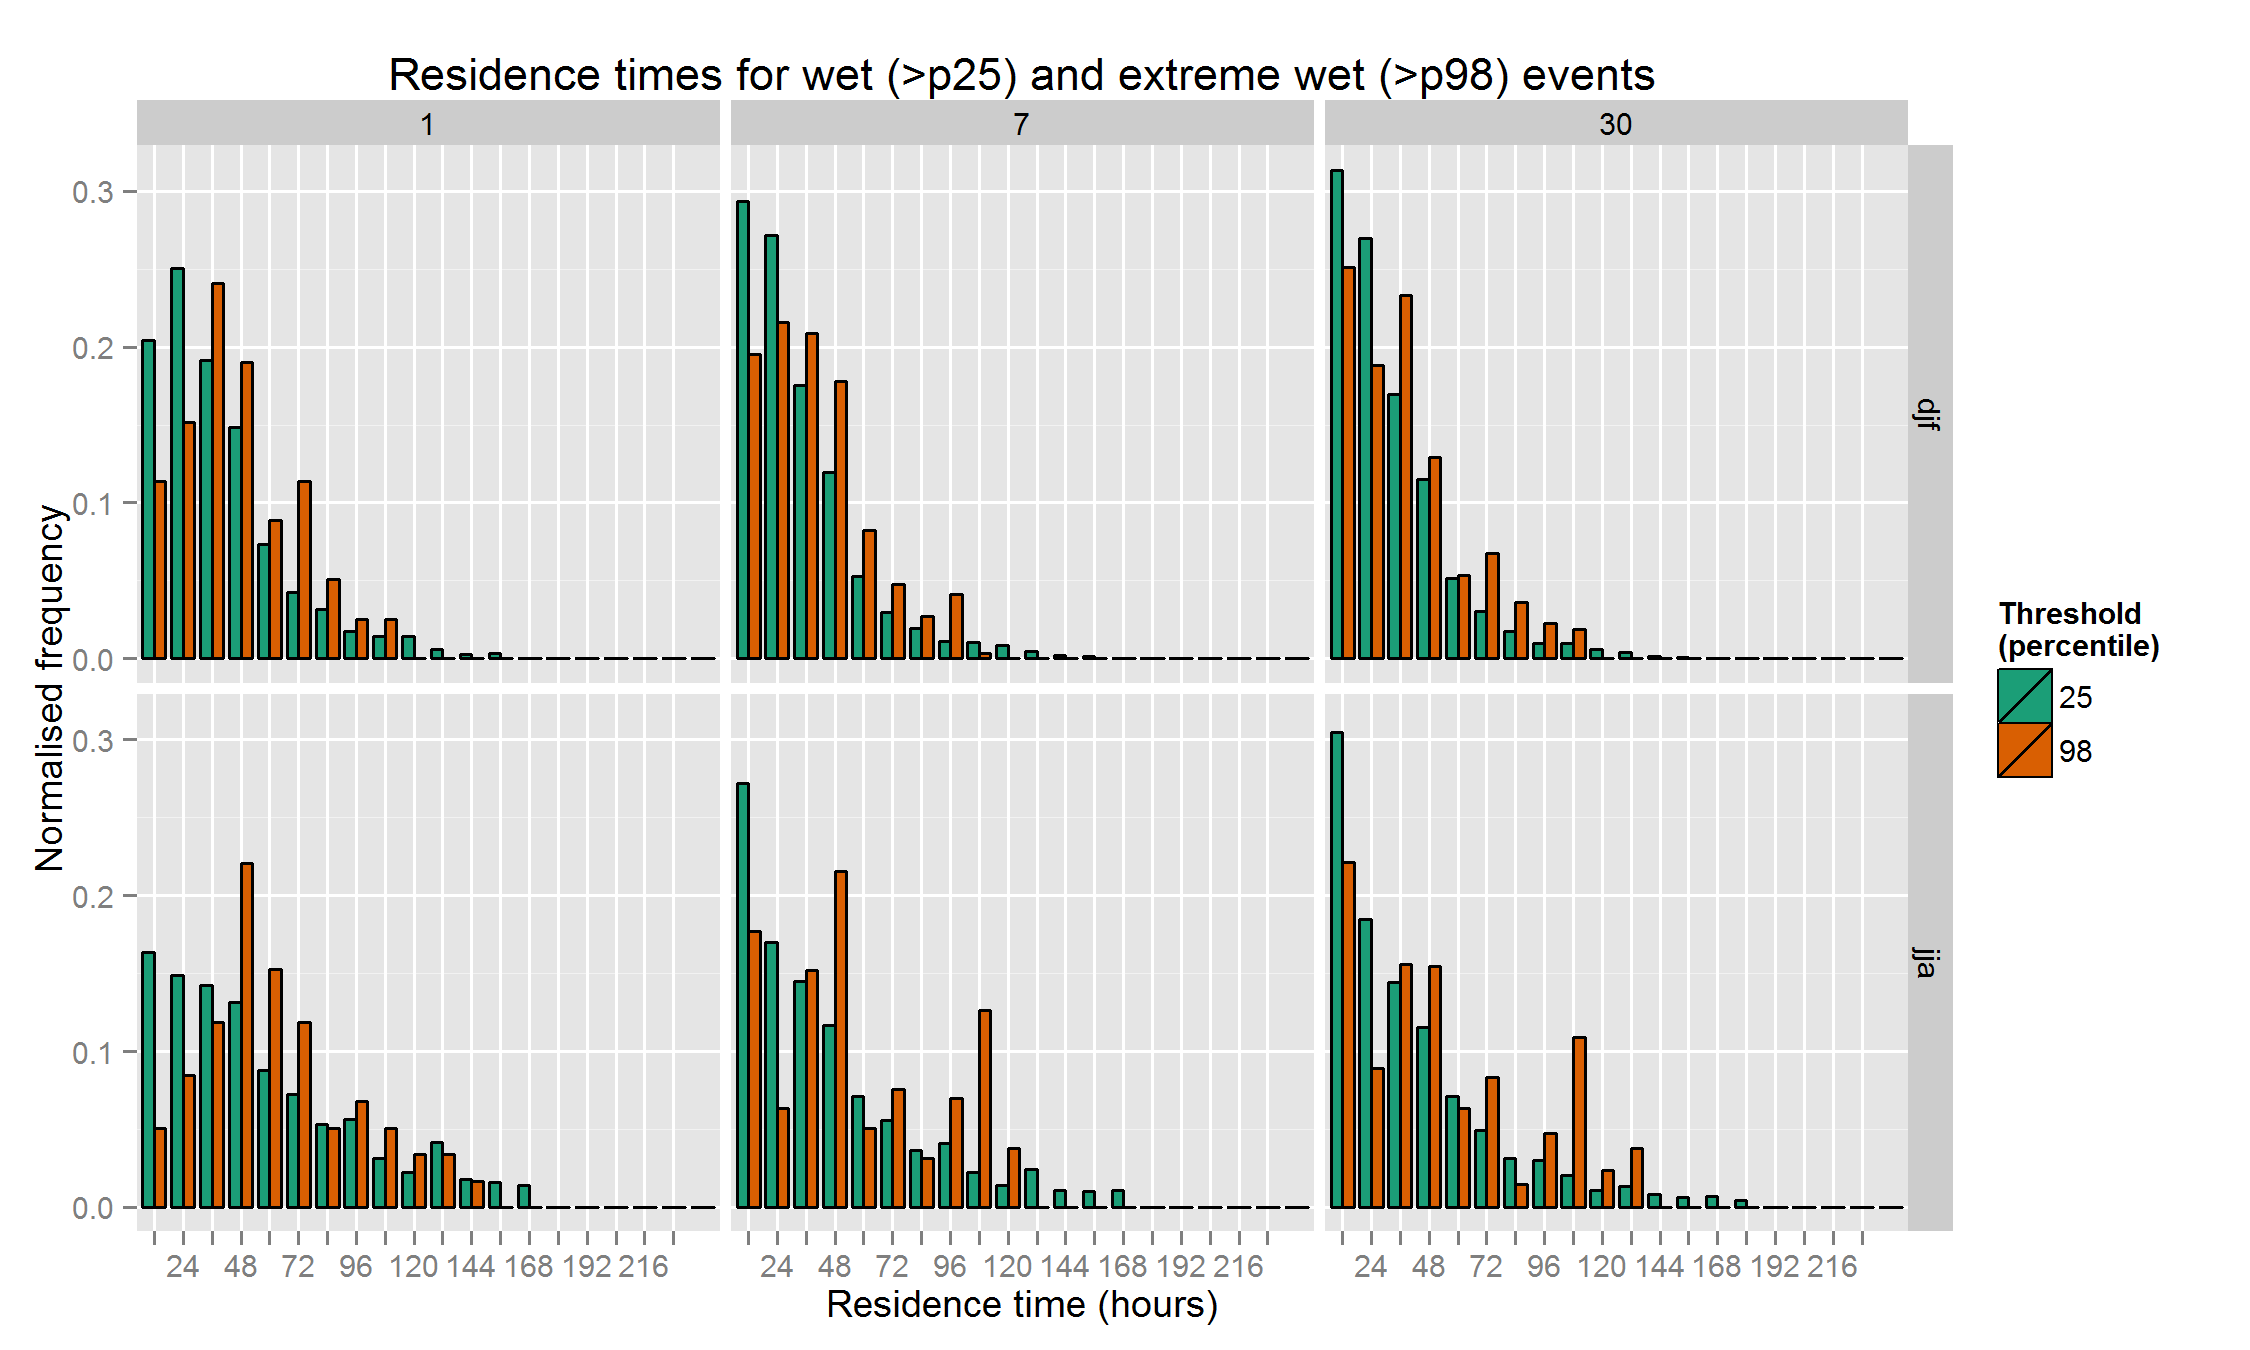 Residence times for wet (>p25) and extreme wet (>p98) events
1 7 30
0.3
0.2
0.1
0.0
djf
0.3
0.2
0.1
0.0
jja
Normalised frequency
24 48 72 96 120 144 168 192 216 24 48 72 96 120 144 168 192 216 24 48 72 96 120 144 168 192 216
Residence time (hours)
Threshold
(percentile)
25
98